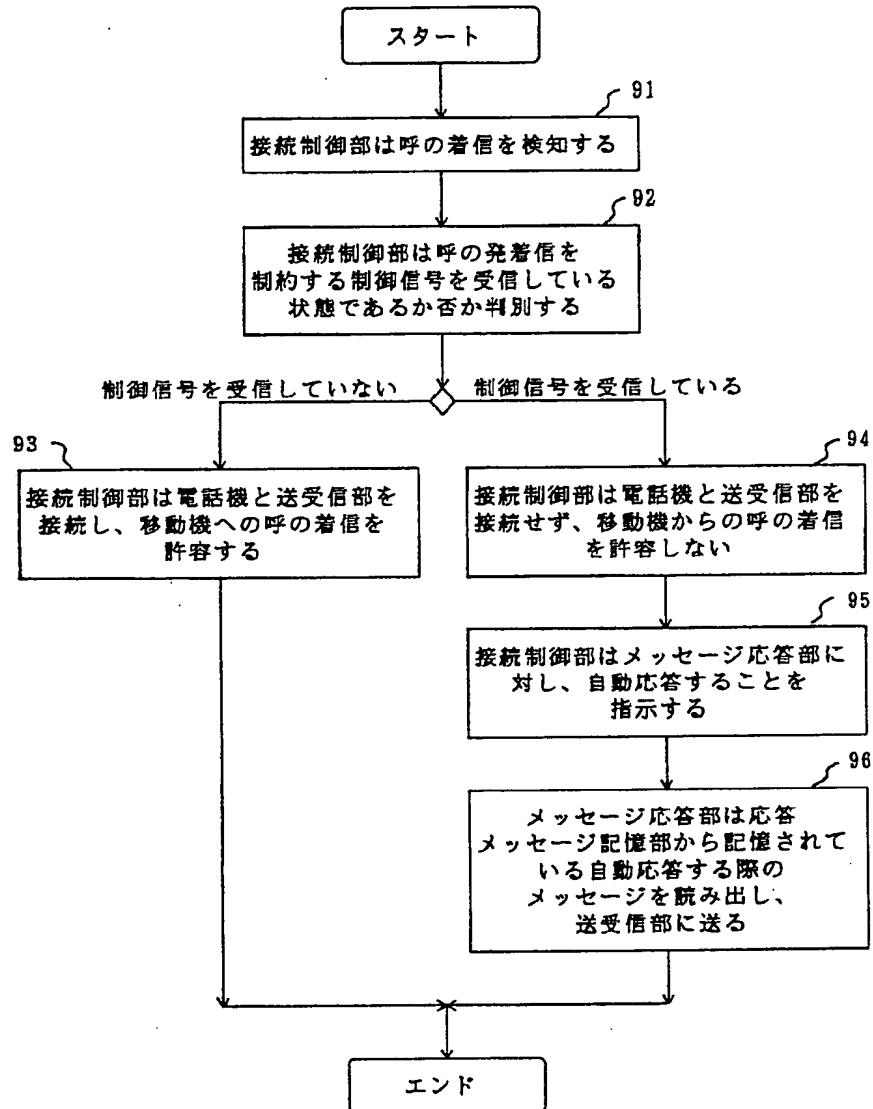 スタート
91
接続制御部は呼の着信を検知する
92
接続制御部は呼の発着信を
制約する制御信号を受信している
状態であるか否か判別する
制御信号を受信していない
制御信号を受信している
93
接続制御部は電話機と送受信部を
接続し、移動機への呼の着信を
許容する
94
接続制御部は電話機と送受信部を
接続せず、移動機からの呼の着信
を許容しない
95
接続制御部はメッセージ応答部に
対し、自動応答することを
指示する
96
メッセージ応答部は応答
メッセージ記憶部から記憶されて
いる自動応答する際の
メッセージを読み出し、
送受信部に送る
エンド